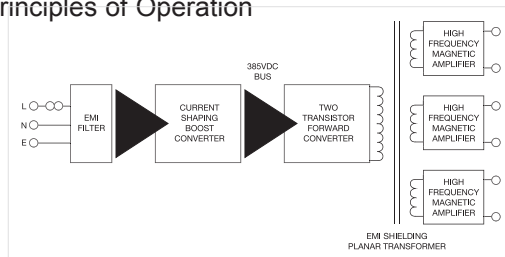 rinciples of Operation
L
N
E
EMI
FILTER
CURRENT
SHAPING
BOOST
CONVERTER
385VDC
BUS
TWO
TRANSISTOR
FORWARD
CONVERTER
HIGH
FREQUENCY
MAGNETIC
AMPLIFIER
HIGH
FREQUENCY
MAGNETIC
AMPLIFIER
HIGH
FREQUENCY
MAGNETIC
AMPLIFIER
EMI SHIELDING
PLANAR TRANSFORMER